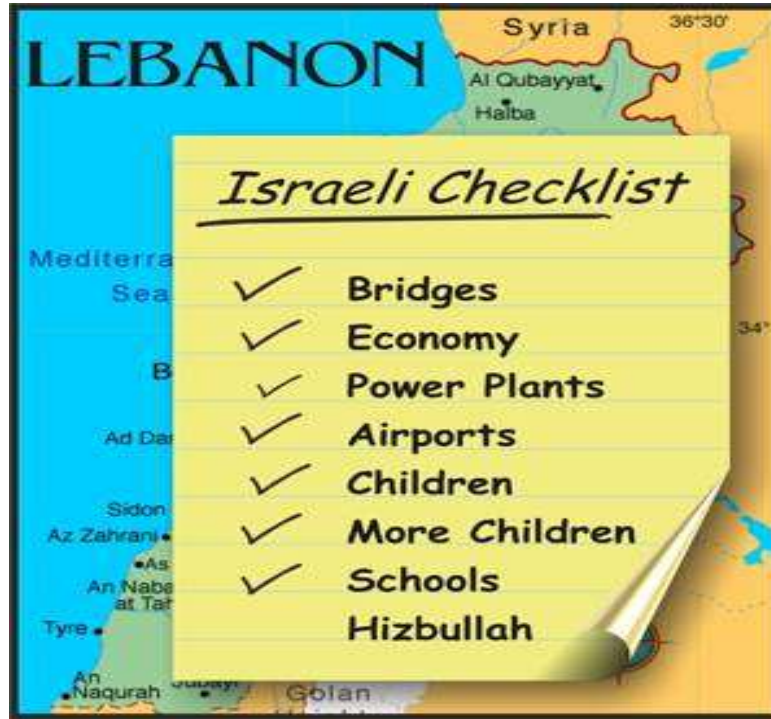 Syria
36°30'
LEBANON
Al Qubayyat
Halba
Israeli Checklist
Mediterra
Sea
Bridges
34°
Economy
B
Power Plants
Ad Da
Airports
Children
Sidon
Az Zahrani
More Children
As
An Naba
at Tah
Schools
Tyre
Hizbullah
An
Naqurah
Golan